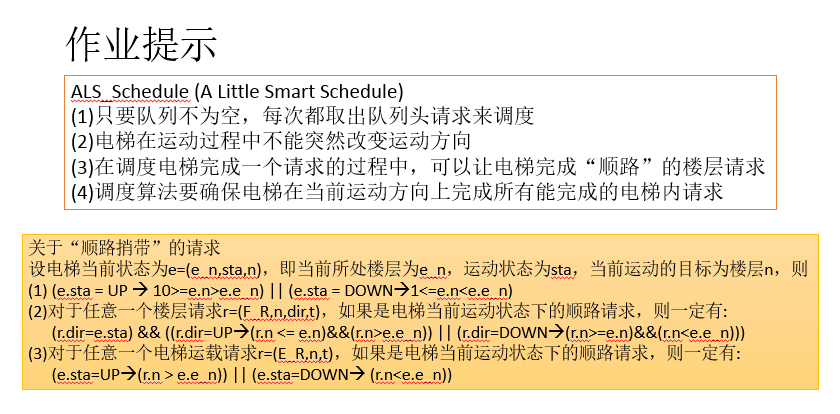 作业提示
ALS_Schedule (A Little Smart Schedule)
(1)只要队列不为空，每次都取出队列头请求来调度
(2)电梯在运动过程中不能突然改变运动方向
(3)在调度电梯完成一个请求的过程中，可以让电梯完成“顺路”的楼层请求
(4)调度算法要确保电梯在当前运动方向上完成所有能完成的电梯内请求
关于“顺路捎带”的请求
设电梯当前状态为e=(e_n,sta,n)，即当前所处楼层为e_n，运动状态为sta，当前运动的目标为楼层n，则
(1) (e.sta = UP → 10>=e.n>e.e_n) || (e.sta = DOWN→1<=e.n<e.e_n)
(2)对于任意一个楼层请求r=(F_R,n,dir,t)，如果是电梯当前运动状态下的顺路请求，则一定有:
(r.dir=e.sta) && ((r.dir=UP→(r.n <= e.n)&&(r.n>e.e_n)) || (r.dir=DOWN→(r.n>=e.n)&&(r.n<e.e_n)))
(3)对于任意一个电梯运载请求r=(E_R,n,t)，如果是电梯当前运动状态下的顺路请求，则一定有:
(e.sta=UP→(r.n > e.e_n)) || (e.sta=DOWN→ (r.n<e.e_n))